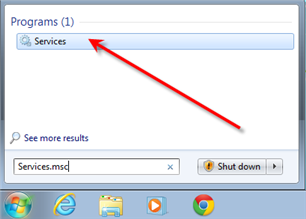 Programs (1)
Services
See more results
Services.msc
Shut down